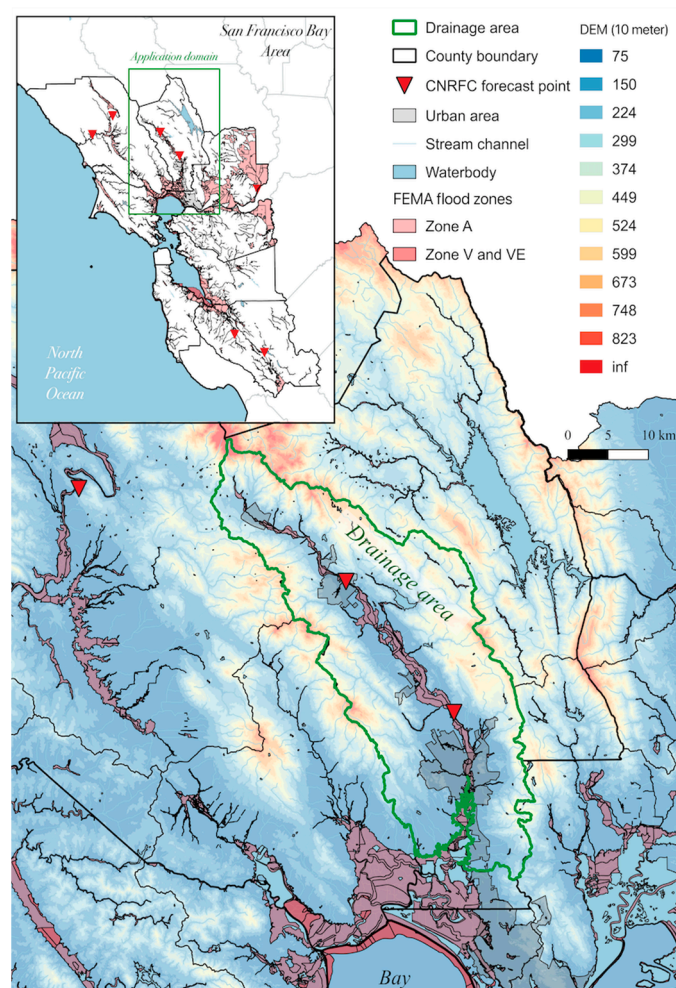 San Francisco Bay
Area
Application domain
North
Pacific
Ocean
Drainage area
County boundary
CNRFC forecast point
Urban area
Stream channel
Waterbody
FEMA flood zones
Zone A
Zone V and VE
DEM (10 meter)
75
150
224
299
374
449
524
599
673
748
823
inf
0 5 10 km
Drainage area
Bay